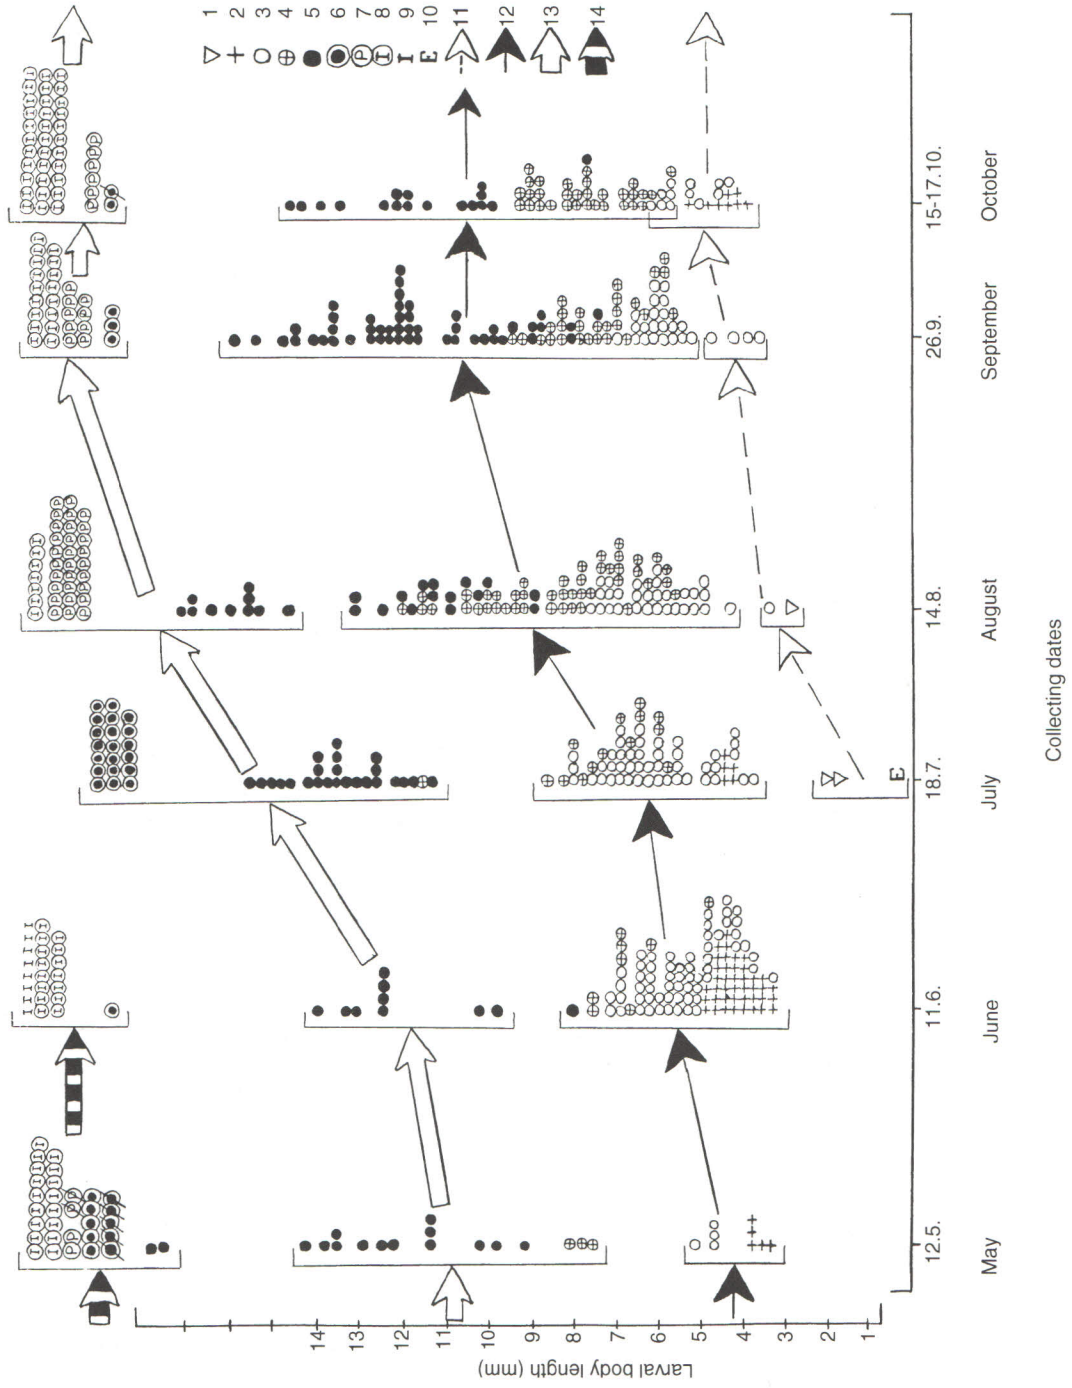 1
2
3
4
5
6
7
8
9
10
11
12
13
14
P
I
I
E
E
14
13
12
11
10
9
8
7
6
5
4
3
2
1
Larval body length (mm)
12.5.
11.6.
18.7.
14.8.
26.9.
15-17.10.
May
June
July
August
September
October
Collecting dates